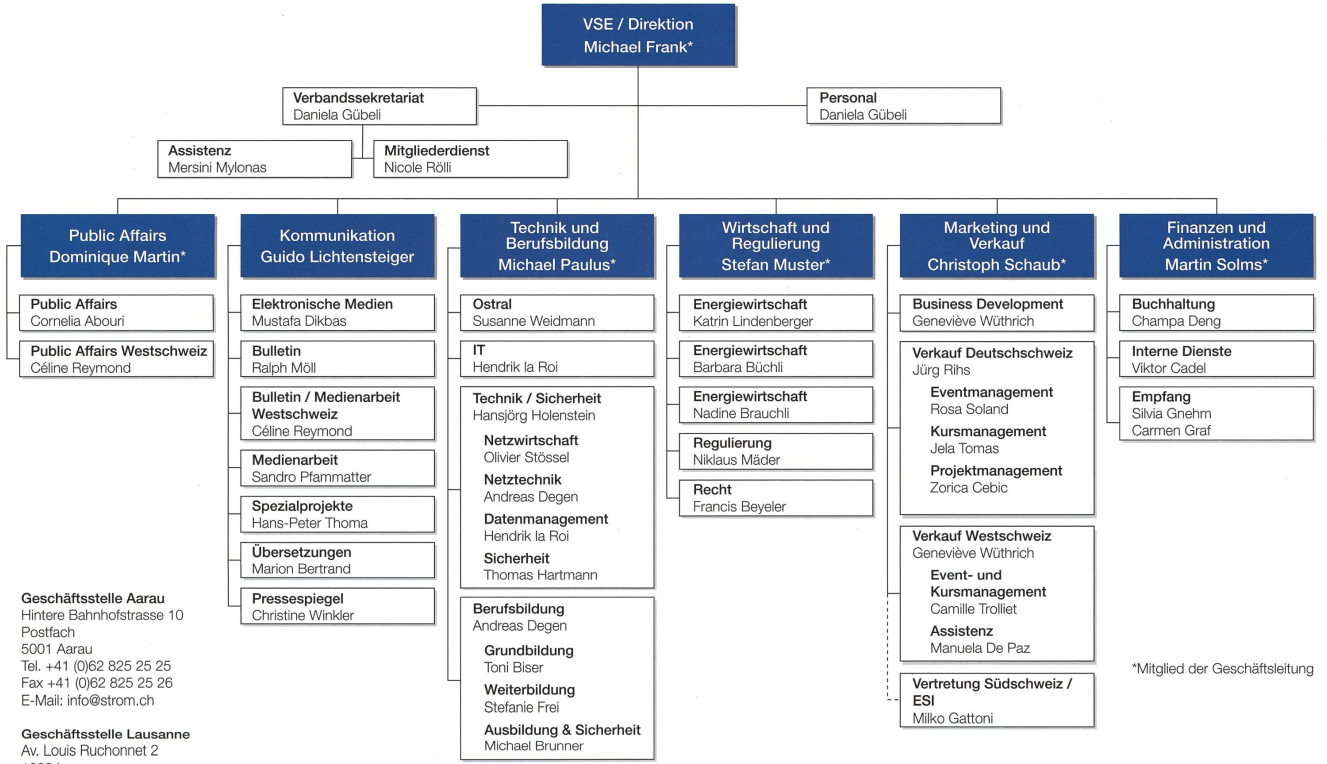 VSE / Direktion
Michael Frank*
Verbandssekretariat
Daniela Gübeli
Personal
Daniela Gübeli
Assistenz
Mersini Mylonas
Mitgliederdienst
Nicole Rölli
Public Affairs
Dominique Martin*
Public Affairs
Cornelia Abouri
Public Affairs Westschweiz
Céline Reymond
Kommunikation
Guido Lichtensteiger
Elektronische Medien
Mustafa Dikbas
Bulletin
Ralph Möll
Bulletin / Medienarbeit
Westschweiz
Céline Reymond
Medienarbeit
Sandro Pfammatter
Spezialprojekte
Hans-Peter Thoma
Übersetzungen
Marion Bertrand
Pressespiegel
Christine Winkler
Technik und
Berufsbildung
Michael Paulus*
Ostral
Susanne Weidmann
IT
Hendrik la Roi
Technik / Sicherheit
Hansjörg Holenstein
Netzwirtschaft
Olivier Stössel
Netztechnik
Andreas Degen
Datenmanagement
Hendrik la Roi
Sicherheit
Thomas Hartmann
Berufsbildung
Andreas Degen
Grundbildung
Toni Biser
Weiterbildung
Stefanie Frei
Ausbildung & Sicherheit
Michael Brunner
Wirtschaft und
Regulierung
Stefan Muster*
Energiewirtschaft
Katrin Lindenberger
Energiewirtschaft
Barbara Büchli
Energiewirtschaft
Nadine Brauchli
Regulierung
Niklaus Mäder
Recht
Francis Beyeler
Marketing und
Verkauf
Christoph Schaub*
Business Development
Geneviève Wüthrich
Verkauf Deutschschweiz
Jürg Rihs
Eventmanagement
Rosa Soland
Kursmanagement
Jela Tomas
Projektmanagement
Zorica Cebic
Verkauf Westschweiz
Geneviève Wüthrich
Event- und
Kursmanagement
Camille Trolliet
Assistenz
Manuela De Paz
Vertretung Südschweiz /
ESI
Milko Gattoni
Finanzen und
Administration
Martin Solms*
Buchhaltung
Champa Deng
Interne Dienste
Viktor Cadel
Empfang
Silvia Gnehm
Carmen Graf
*Mitglied der Geschäftsleitung
Geschäftsstelle Aarau
Hintere Bahnhofstrasse 10
Postfach
5001 Aarau
Tel. +41 (0)62 825 25 25
Fax +41 (0)62 825 25 26
E-Mail: info@strom.ch
Geschäftsstelle Lausanne
Av. Louis Ruchonnet 2